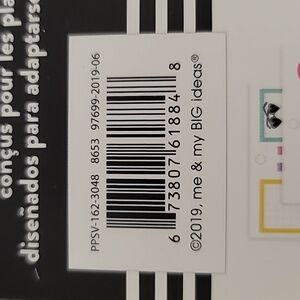 conçus pour les pla
diseñados para adaptarse
PPSV-162-3048 8653 97699-2019-06
6 73807 61884 8
©2019, me & my BIG ideas®